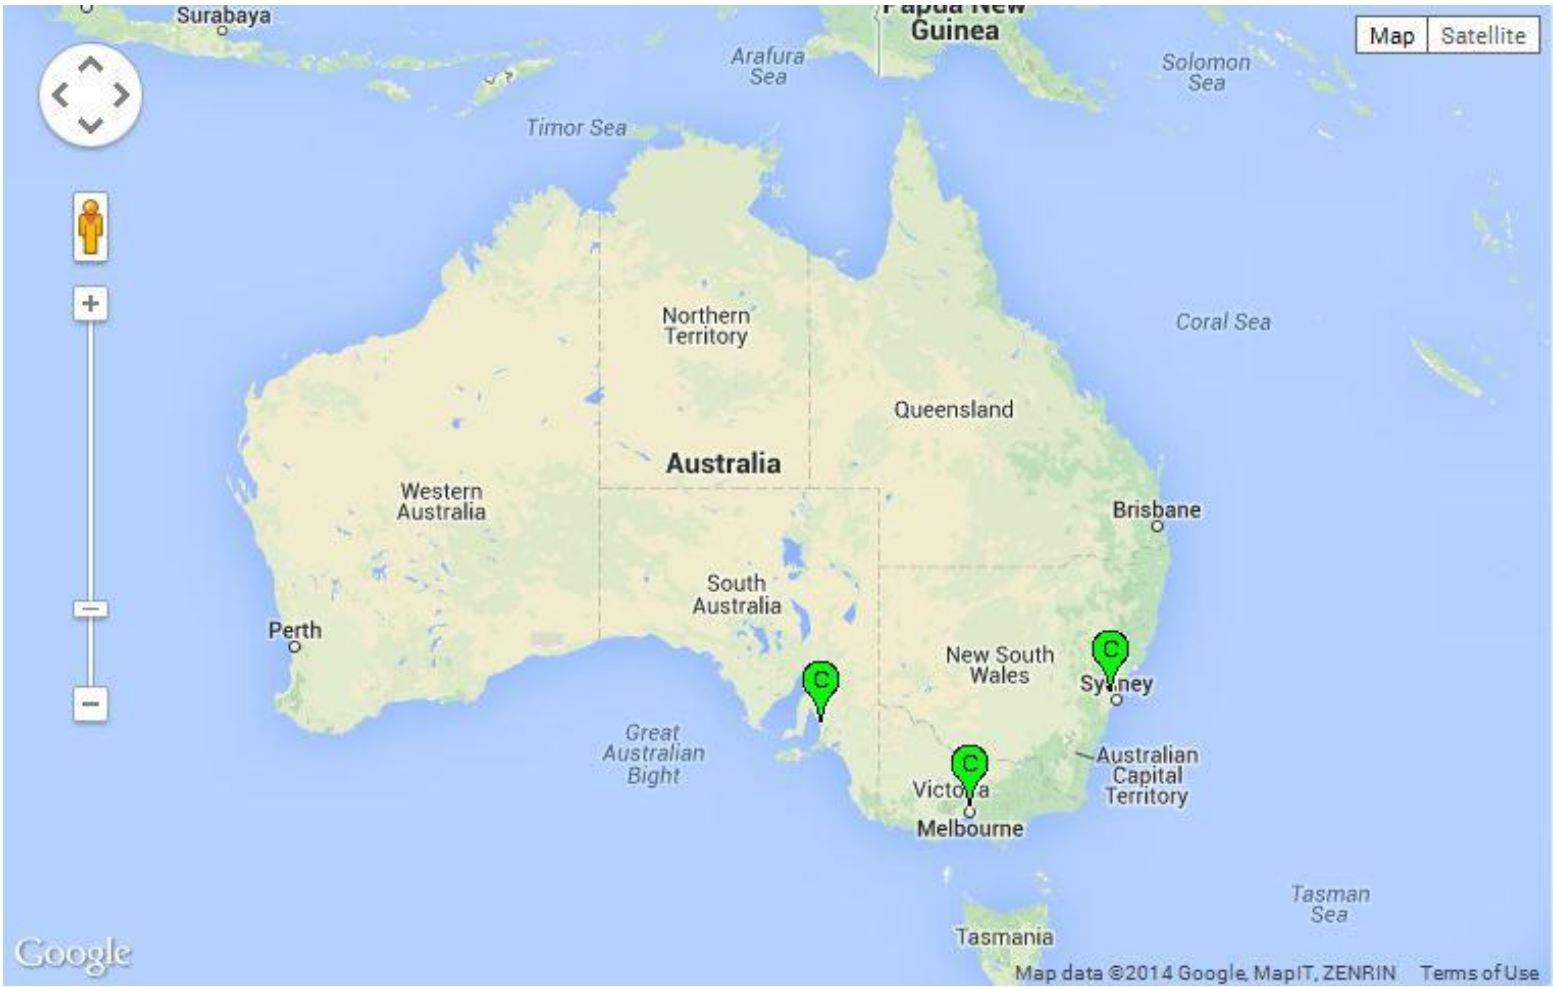 Surabaya
Papua New
Guinea
Map
Satellite
Arafura
Sea
Solomon
Sea
Timor Sea
Northern
Territory
Coral Sea
Queensland
Australia
Western
Australia
Brisbane
South
Australia
Perth
New South
Wales
C
C
Sydney
Great
Australian
Bight
C
Australian
Capital
Territory
Victoria
Melbourne
Tasman
Sea
Tasmania
Google
Map data ©2014 Google, MapIT, ZENRIN
Terms of Use